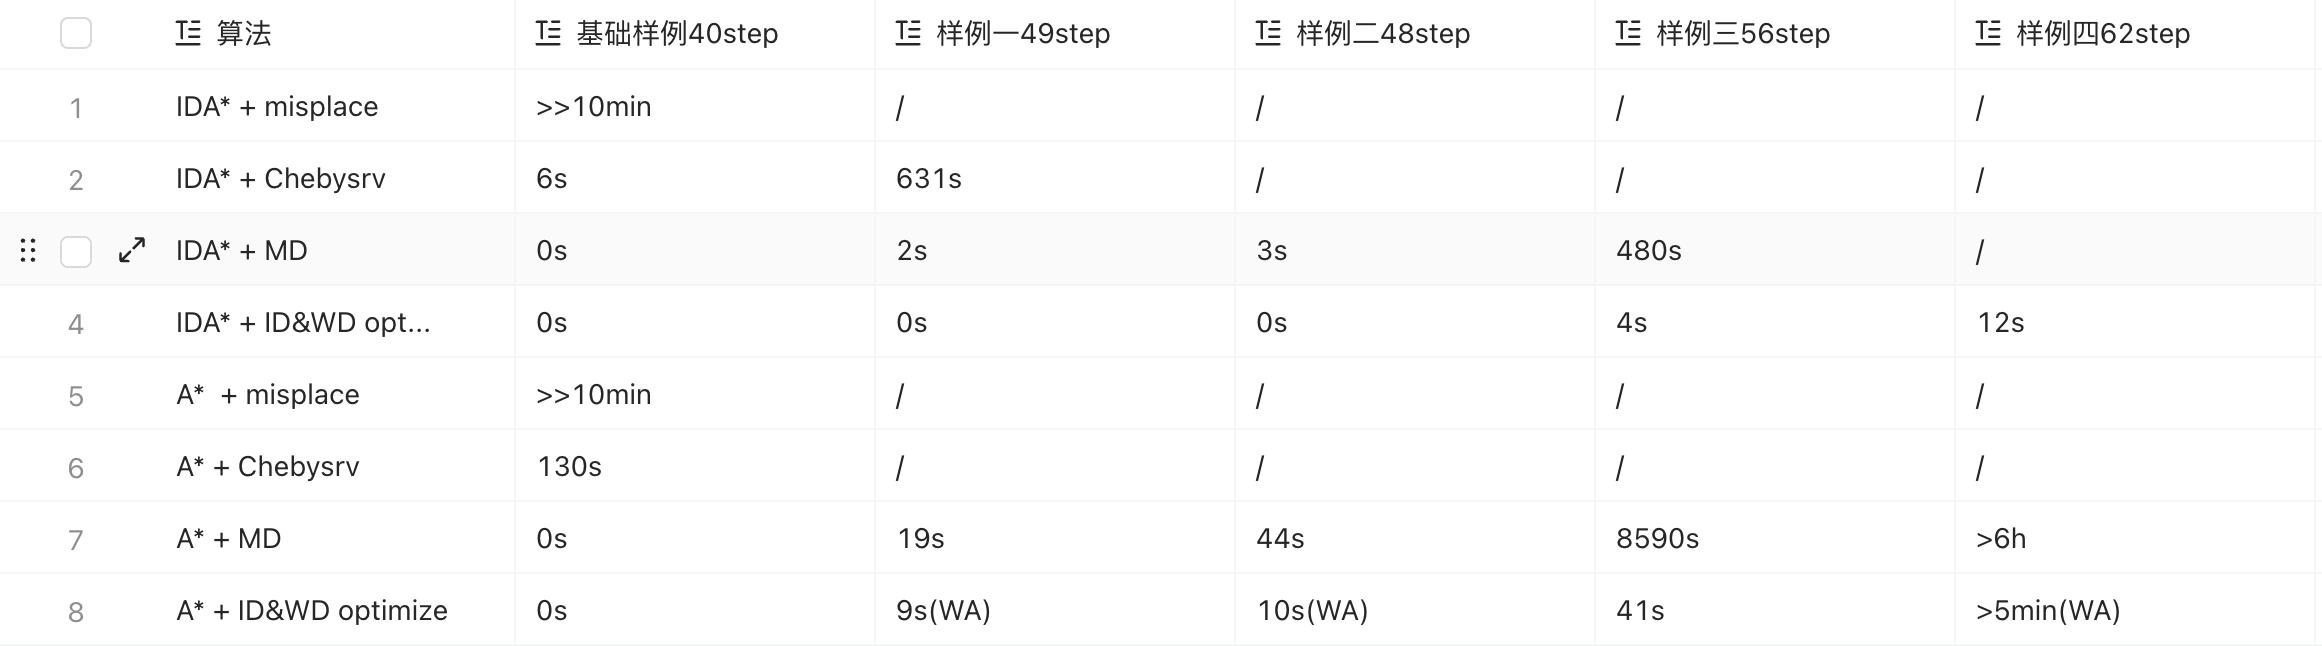 算法 基础样例40step 样例一49step 样例二48step 样例三56step 样例四62step
1 IDA* + misplace >>10min / / / /
2 IDA* + Chebysrv 6s 631s / / /
IDA* + MD 0s 2s 3s 480s /
4 IDA* + ID&WD opt... 0s 0s 0s 4s 12s
5 A* + misplace >>10min / / / /
6 A* + Chebysrv 130s / / / /
7 A* + MD 0s 19s 44s 8590s >6h
8 A* + ID&WD optimize 0s 9s(WA) 10s(WA) 41s >5min(WA)